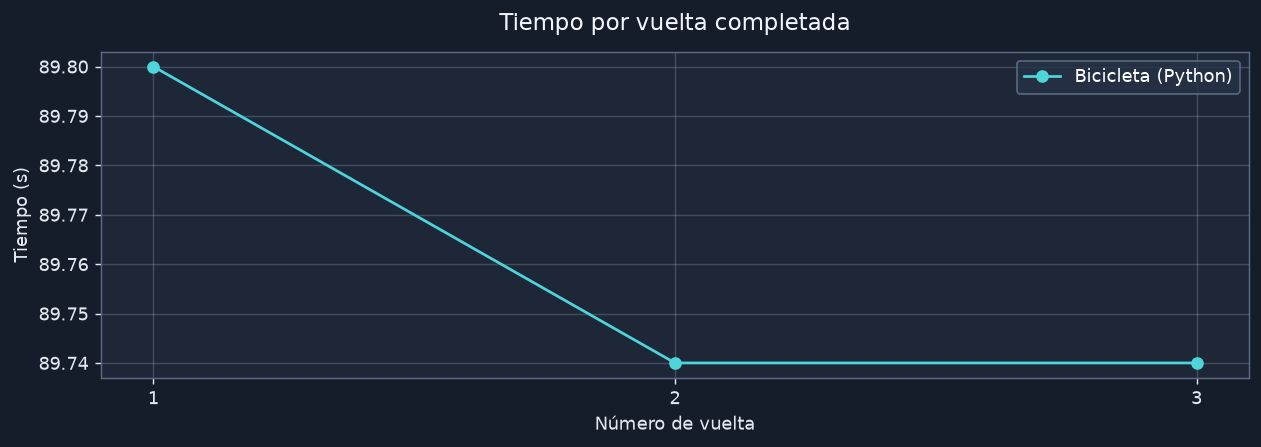 Tiempo por vuelta completada
Bicicleta (Python)
Tiempo (s)
89.80
89.79
89.78
89.77
89.76
89.75
89.74
1 2 3
Número de vuelta